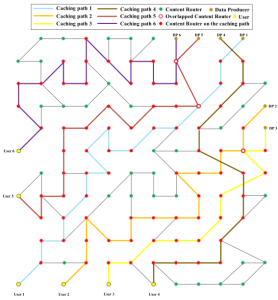 Caching path 1 Caching path 4 Content Router Data Producer
Caching path 2 Caching path 5 Overlapped Content Router User
Caching path 3 Caching path 6 Content Router on the caching path
DP 6 DP 5 DP 4 DP 1
DP 2
DP 3
User 6
User 5
User 1 User 2 User 3 User 4